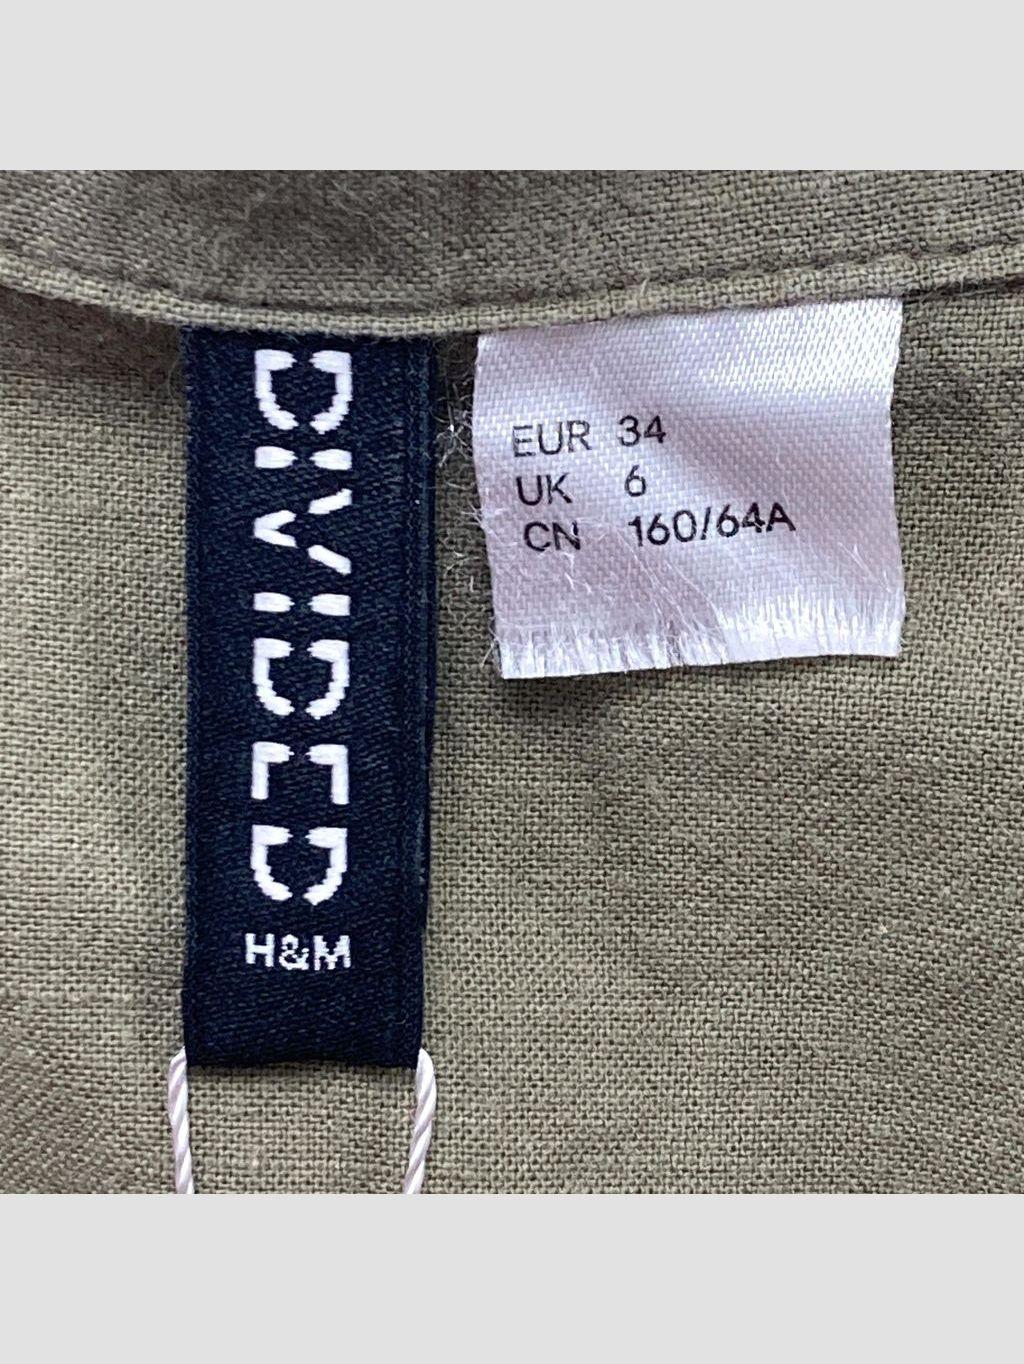 DIVIDED
H&M
EUR 34
UK 6
CN 160/64A